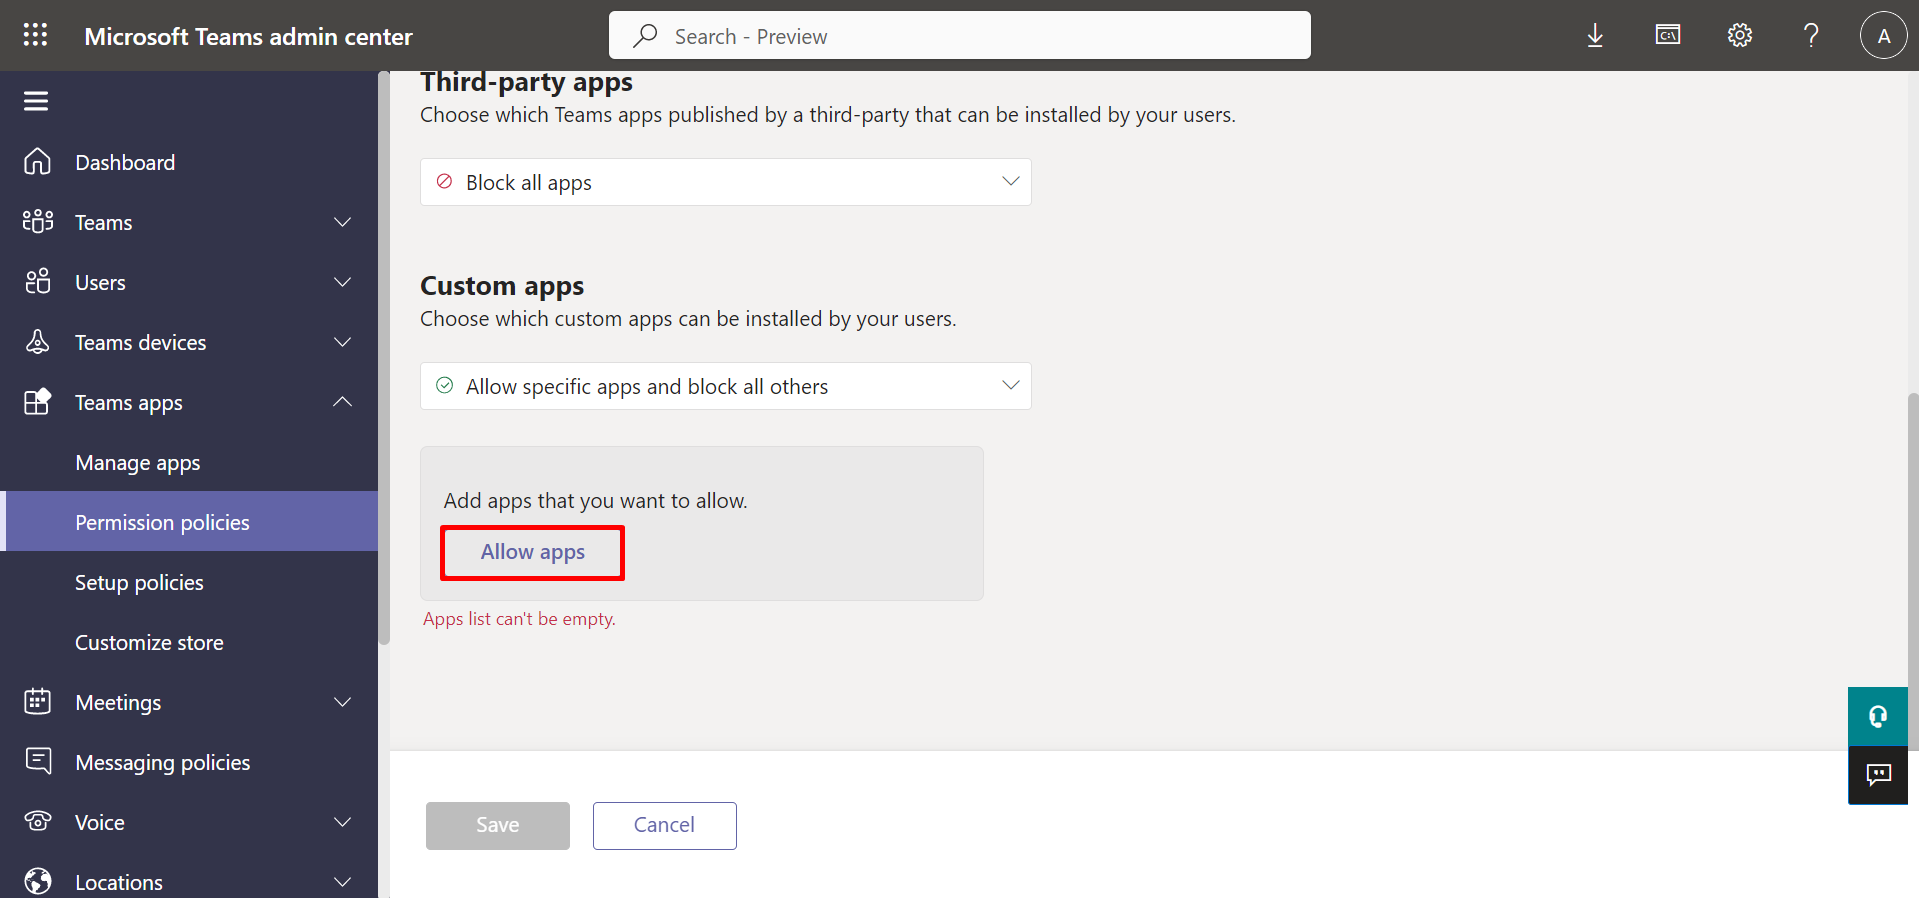 Microsoft Teams admin center
Search - Preview
C:\
?
A
Dashboard
Teams
Users
Teams devices
Teams apps
Manage apps
Permission policies
Setup policies
Customize store
Meetings
Messaging policies
Voice
Locations
Third-party apps
Choose which Teams apps published by a third-party that can be installed by your users.
Block all apps
Custom apps
Choose which custom apps can be installed by your users.
Allow specific apps and block all others
Add apps that you want to allow.
Allow apps
Apps list can't be empty.
Save
Cancel